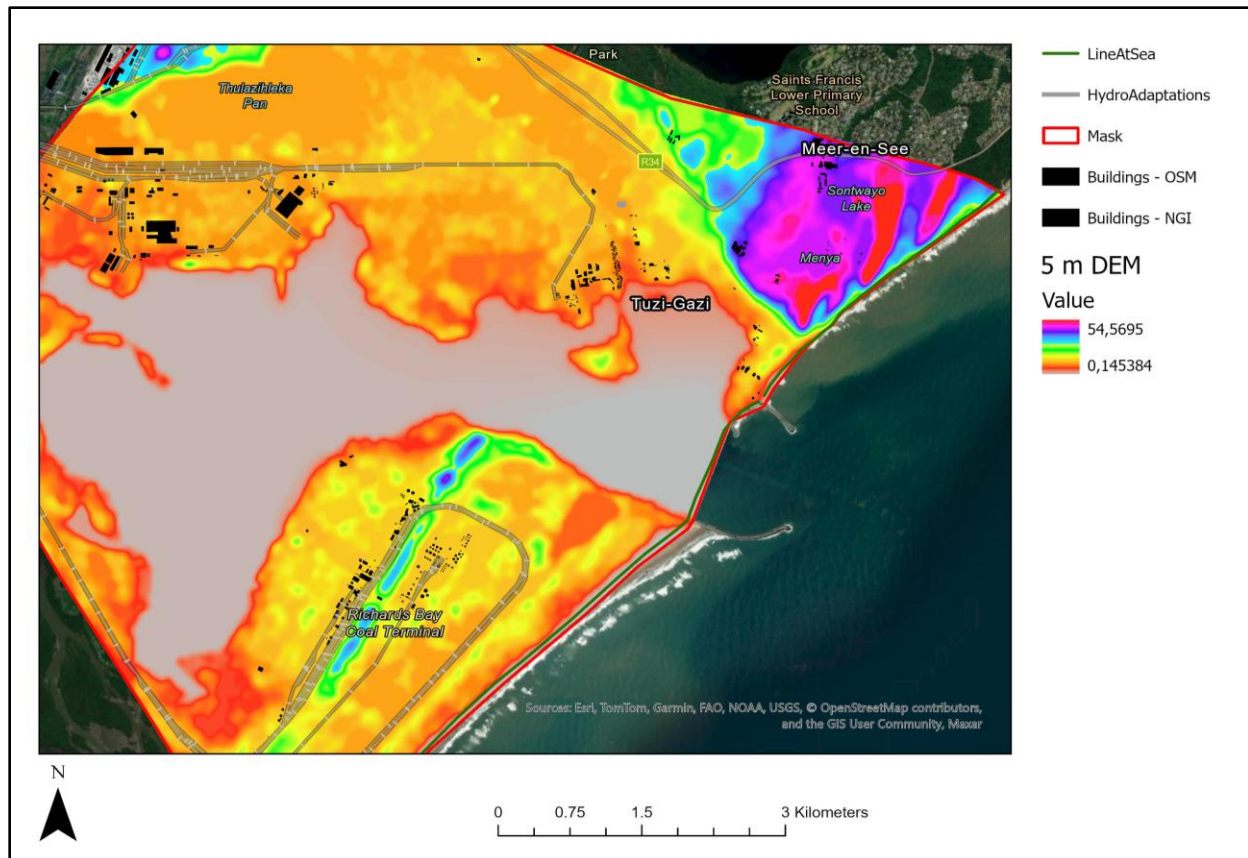 Park
Thulazihleka
Pan
Saints Francis
Lower Primary
School
R34
Meer-en-See
Sontwayo
Lake
Menya
Tuzi-Gazi
Richards Bay
Coal Terminal
Sources: Esri, TomTom, Garmin, FAO, NOAA, USGS, © OpenStreetMap contributors,
and the GIS User Community, Maxar
LineAtSea
HydroAdaptations
Mask
Buildings - OSM
Buildings - NGI
5 m DEM
Value
54,5695
0,145384
N
0 0.75 1.5 3 Kilometers